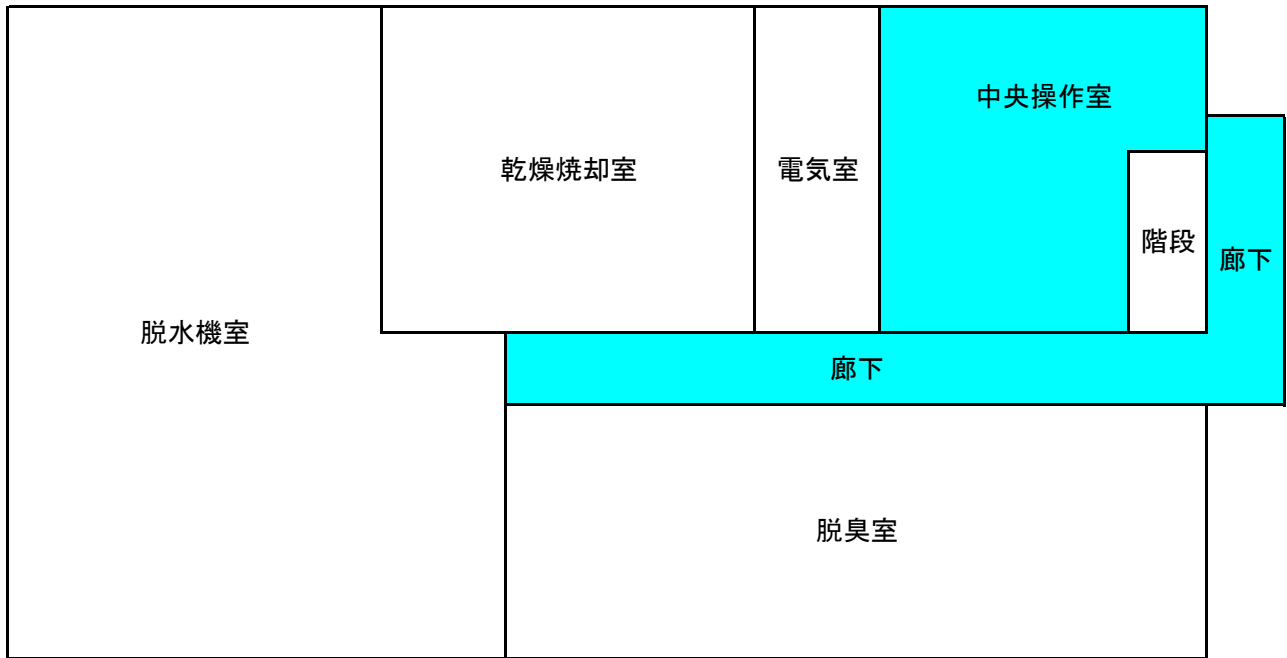 中央操作室
乾燥焼却室
電気室
階段
廊下
脱水機室
廊下
脱臭室